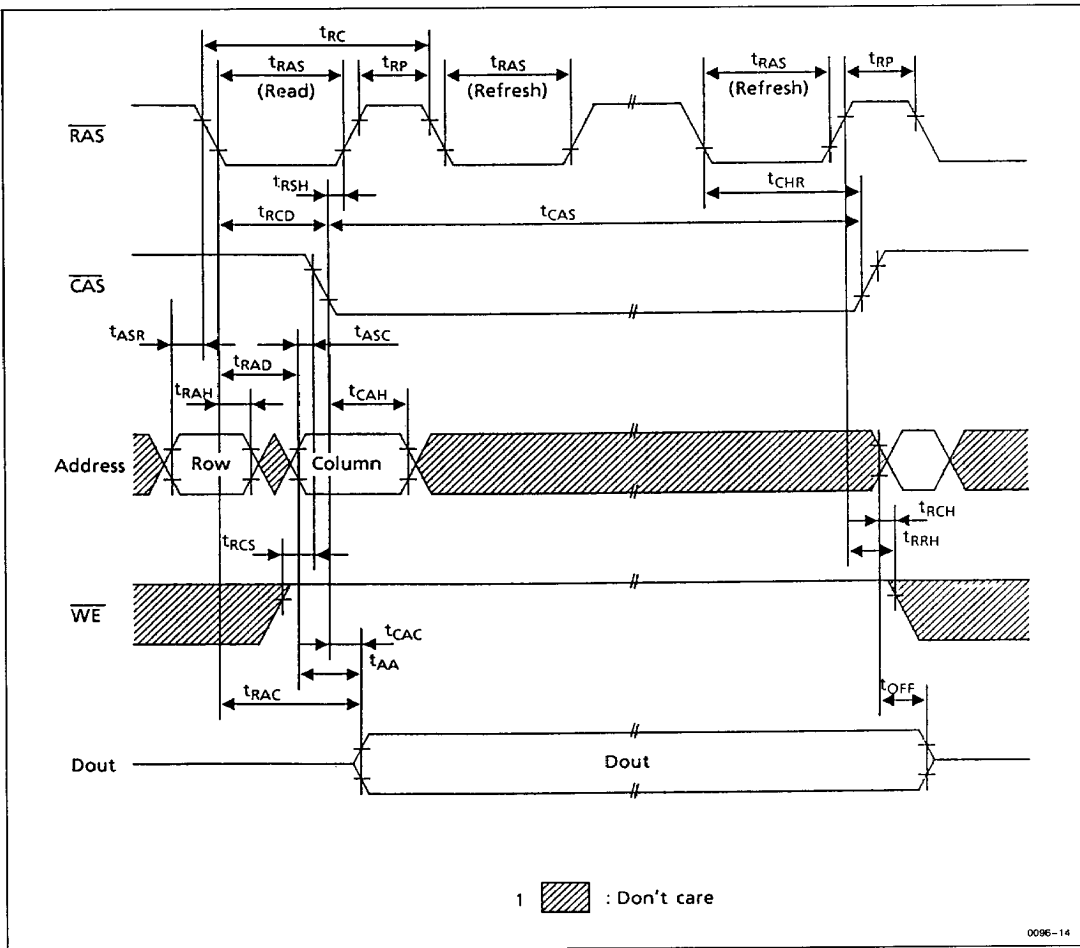 tRC
tRAS tRP tRAS tRAS tRP
(Read) (Refresh) (Refresh)
RAS
tRSH tCHR
tRCD tCAS
CAS
tASR tASC
tRAD
tRAH tCAH
Address Row Column
tRCH
tRCS tRRH
WE
tCAC
tAA
tRAC tOFF
Dout Dout
1 : Don't care
0096-14